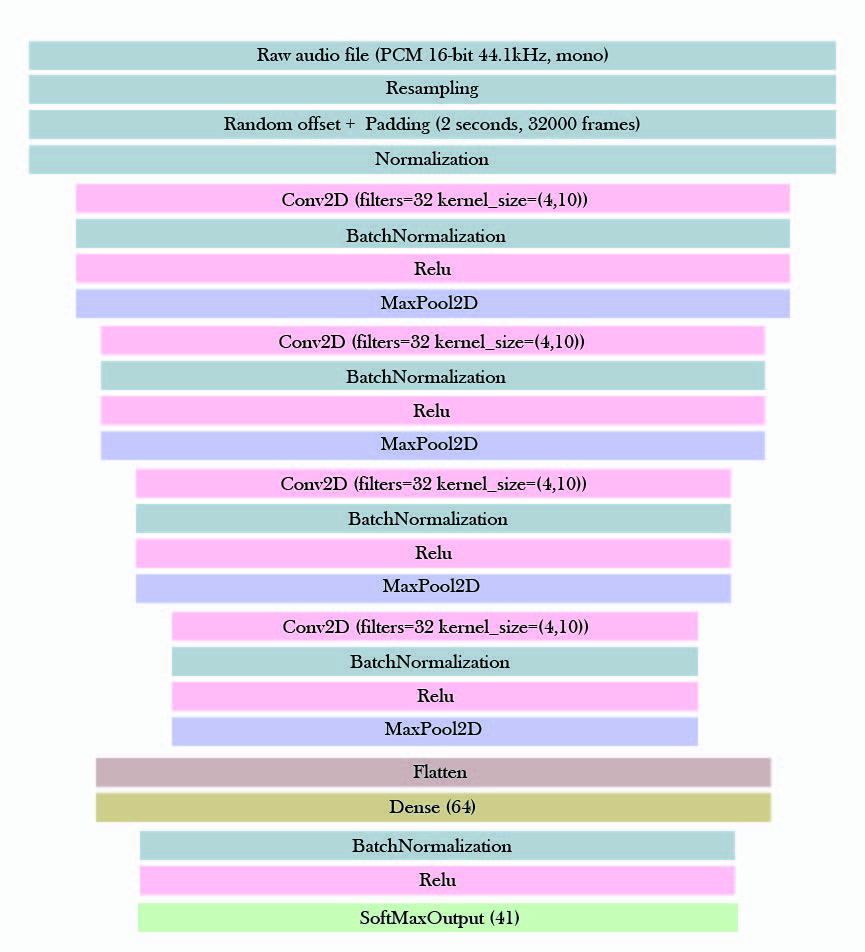 Raw audio file (PCM 16-bit 44.1kHz, mono)
Resampling
Random offset + Padding (2 seconds, 32000 frames)
Normalization
Conv2D (filters=32 kernel_size=(4,10))
BatchNormalization
Relu
MaxPool2D
Conv2D (filters=32 kernel_size=(4,10))
BatchNormalization
Relu
MaxPool2D
Conv2D (filters=32 kernel_size=(4,10))
BatchNormalization
Relu
MaxPool2D
Conv2D (filters=32 kernel_size=(4,10))
BatchNormalization
Relu
MaxPool2D
Flatten
Dense (64)
BatchNormalization
Relu
SoftMaxOutput (41)